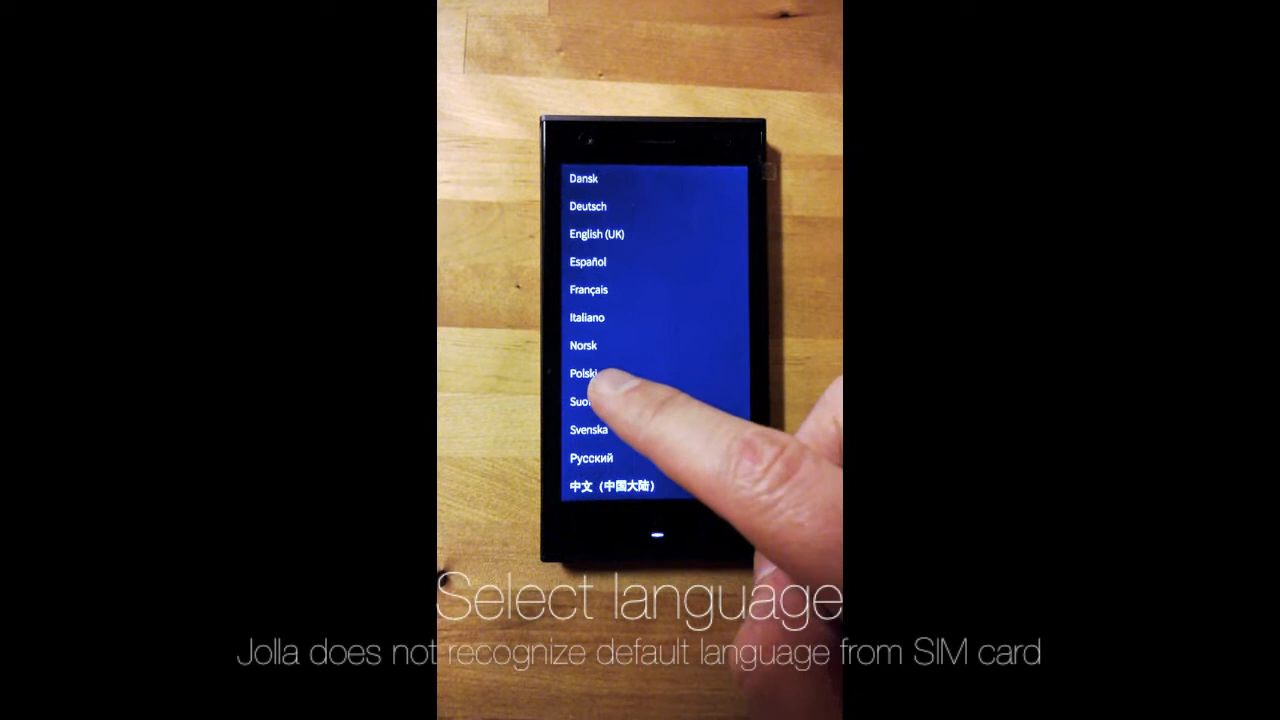 Dansk
Deutsch
English (UK)
Español
Français
Italiano
Norsk
Polski
Svenska
Русский
中文（中国大陆）
Select language
Jolla does not recognize default language from SIM card